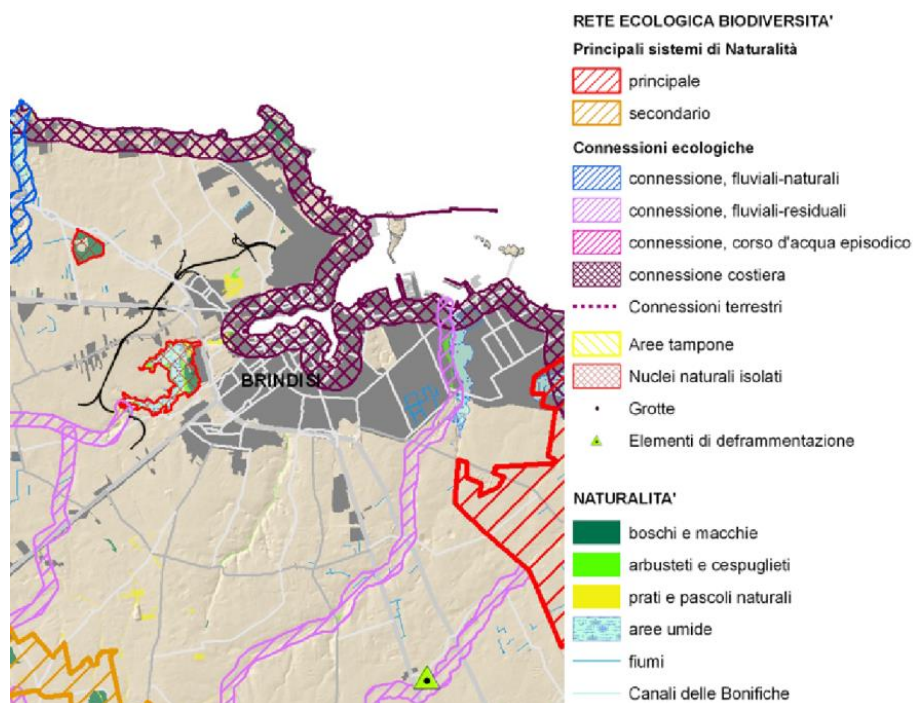 BRINDISI
RETE ECOLOGICA BIODIVERSITA'
Principali sistemi di Naturalità
principale
secondario
Connessioni ecologiche
connessione, fluviali-naturali
connessione, fluviali-residuali
connessione, corso d'acqua episodico
connessione costiera
Connessioni terrestri
Aree tampone
Nuclei naturali isolati
Grotte
Elementi di deframmentazione
NATURALITA'
boschi e macchie
arbusteti e cespuglieti
prati e pascoli naturali
aree umide
fiumi
Canali delle Bonifiche